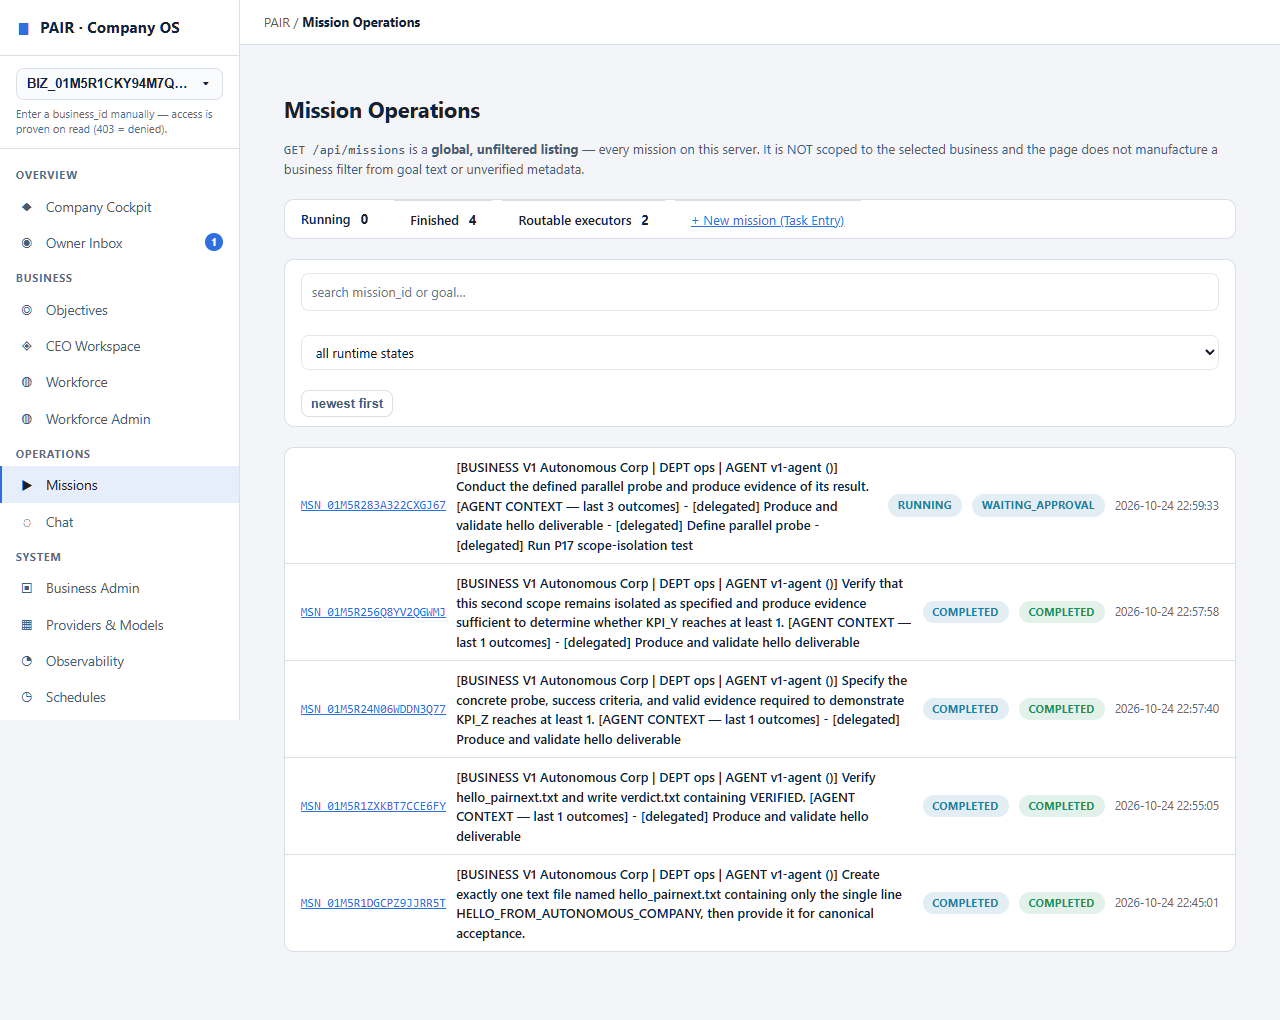 PAIR · Company OS
BIZ_01M5R1CKY94M7Q...
Enter a business_id manually — access is
proven on read (403 = denied).
OVERVIEW
Company Cockpit
Owner Inbox 1
BUSINESS
Objectives
CEO Workspace
Workforce
Workforce Admin
OPERATIONS
Missions
Chat
SYSTEM
Business Admin
Providers & Models
Observability
Schedules
PAIR / Mission Operations
Mission Operations
GET /api/missions is a global, unfiltered listing — every mission on this server. It is NOT scoped to the selected business and the page does not manufacture a
business filter from goal text or unverified metadata.
Running 0 Finished 4 Routable executors 2 + New mission (Task Entry)
search mission_id or goal...
all runtime states
newest first
MSN_01M5R283A322CXGJ67
[BUSINESS V1 Autonomous Corp | DEPT ops | AGENT v1-agent ()]
Conduct the defined parallel probe and produce evidence of its result.
[AGENT CONTEXT — last 3 outcomes] - [delegated] Produce and
validate hello deliverable - [delegated] Define parallel probe -
[delegated] Run P17 scope-isolation test
RUNNING WAITING_APPROVAL 2026-10-24 22:59:33
MSN_01M5R256Q8YV2QGWMJ
[BUSINESS V1 Autonomous Corp | DEPT ops | AGENT v1-agent ()] Verify that
this second scope remains isolated as specified and produce evidence
sufficient to determine whether KPI_Y reaches at least 1. [AGENT CONTEXT —
last 1 outcomes] - [delegated] Produce and validate hello deliverable
COMPLETED COMPLETED 2026-10-24 22:57:58
MSN_01M5R24N06WDDN3Q77
[BUSINESS V1 Autonomous Corp | DEPT ops | AGENT v1-agent ()] Specify the
concrete probe, success criteria, and valid evidence required to demonstrate
KPI_Z reaches at least 1. [AGENT CONTEXT — last 1 outcomes] - [delegated]
Produce and validate hello deliverable
COMPLETED COMPLETED 2026-10-24 22:57:40
MSN_01M5R1ZXKBT7CCE6FY
[BUSINESS V1 Autonomous Corp | DEPT ops | AGENT v1-agent ()] Verify
hello_pairnext.txt and write verdict.txt containing VERIFIED. [AGENT
CONTEXT — last 1 outcomes] - [delegated] Produce and validate hello
deliverable
COMPLETED COMPLETED 2026-10-24 22:55:05
MSN_01M5R1DGCPZ9JJRR5T
[BUSINESS V1 Autonomous Corp | DEPT ops | AGENT v1-agent ()] Create
exactly one text file named hello_pairnext.txt containing only the single line
HELLO_FROM_AUTONOMOUS_COMPANY, then provide it for canonical
acceptance.
COMPLETED COMPLETED 2026-10-24 22:45:01